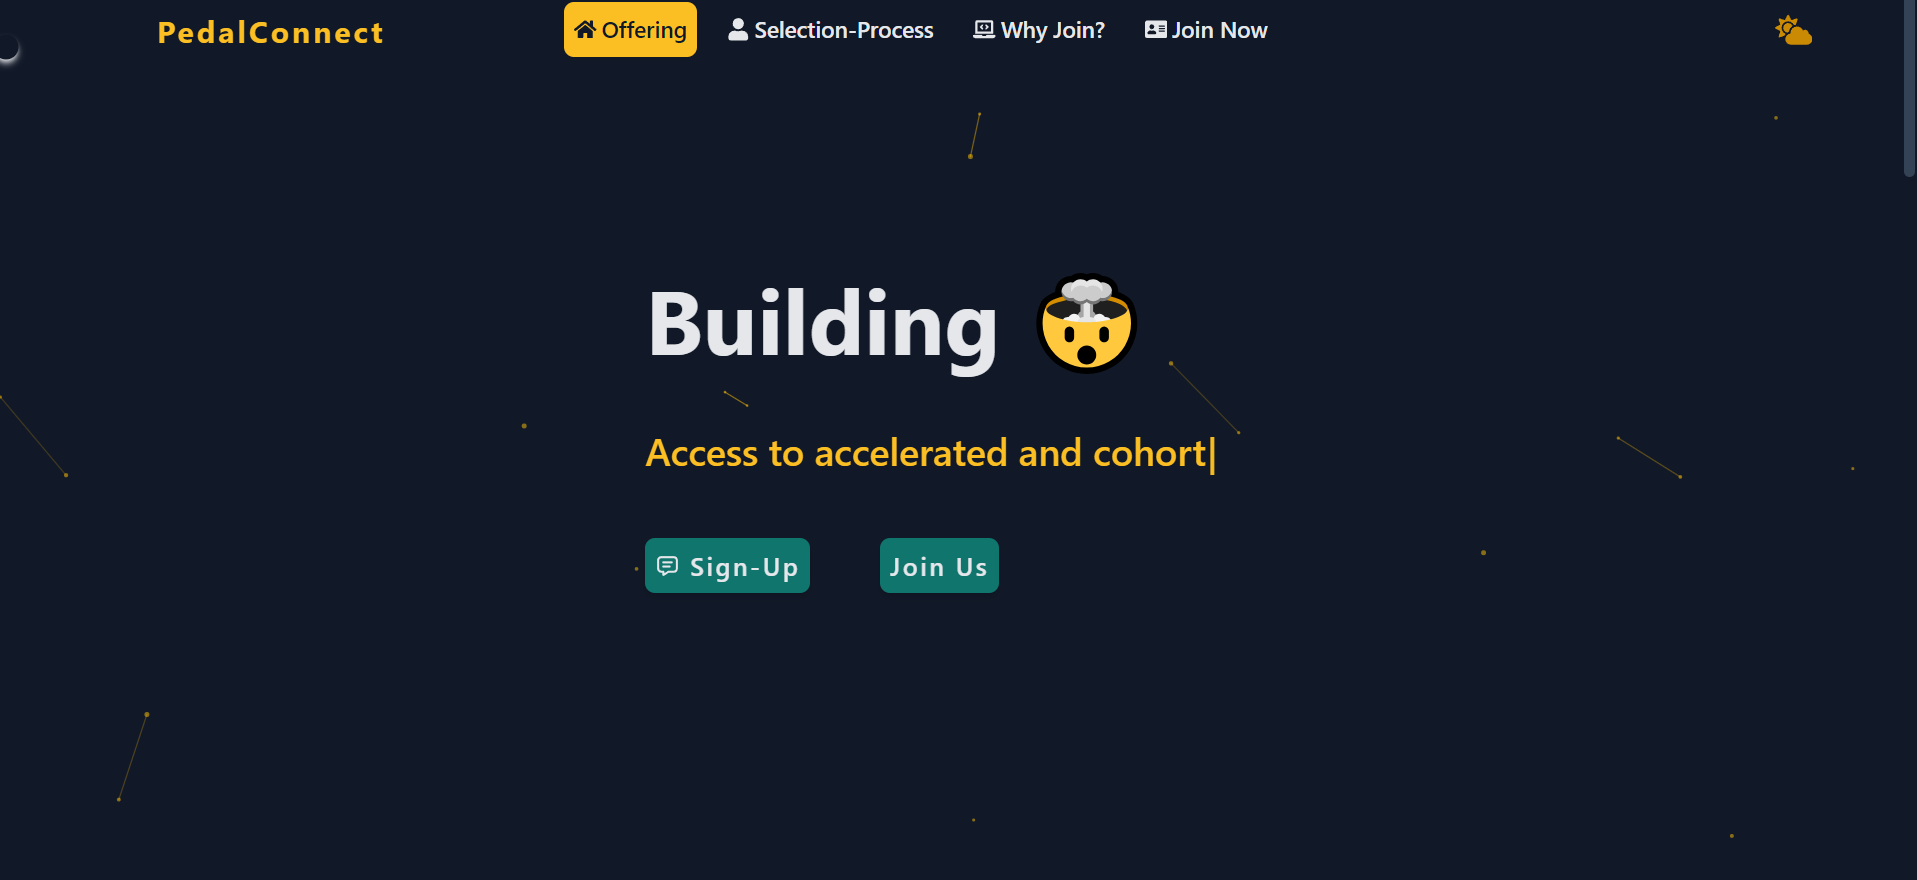 PedalConnect
Offering
Selection-Process
Why Join?
Join Now
Building 🤯
Access to accelerated and cohort|
Sign-Up
Join Us